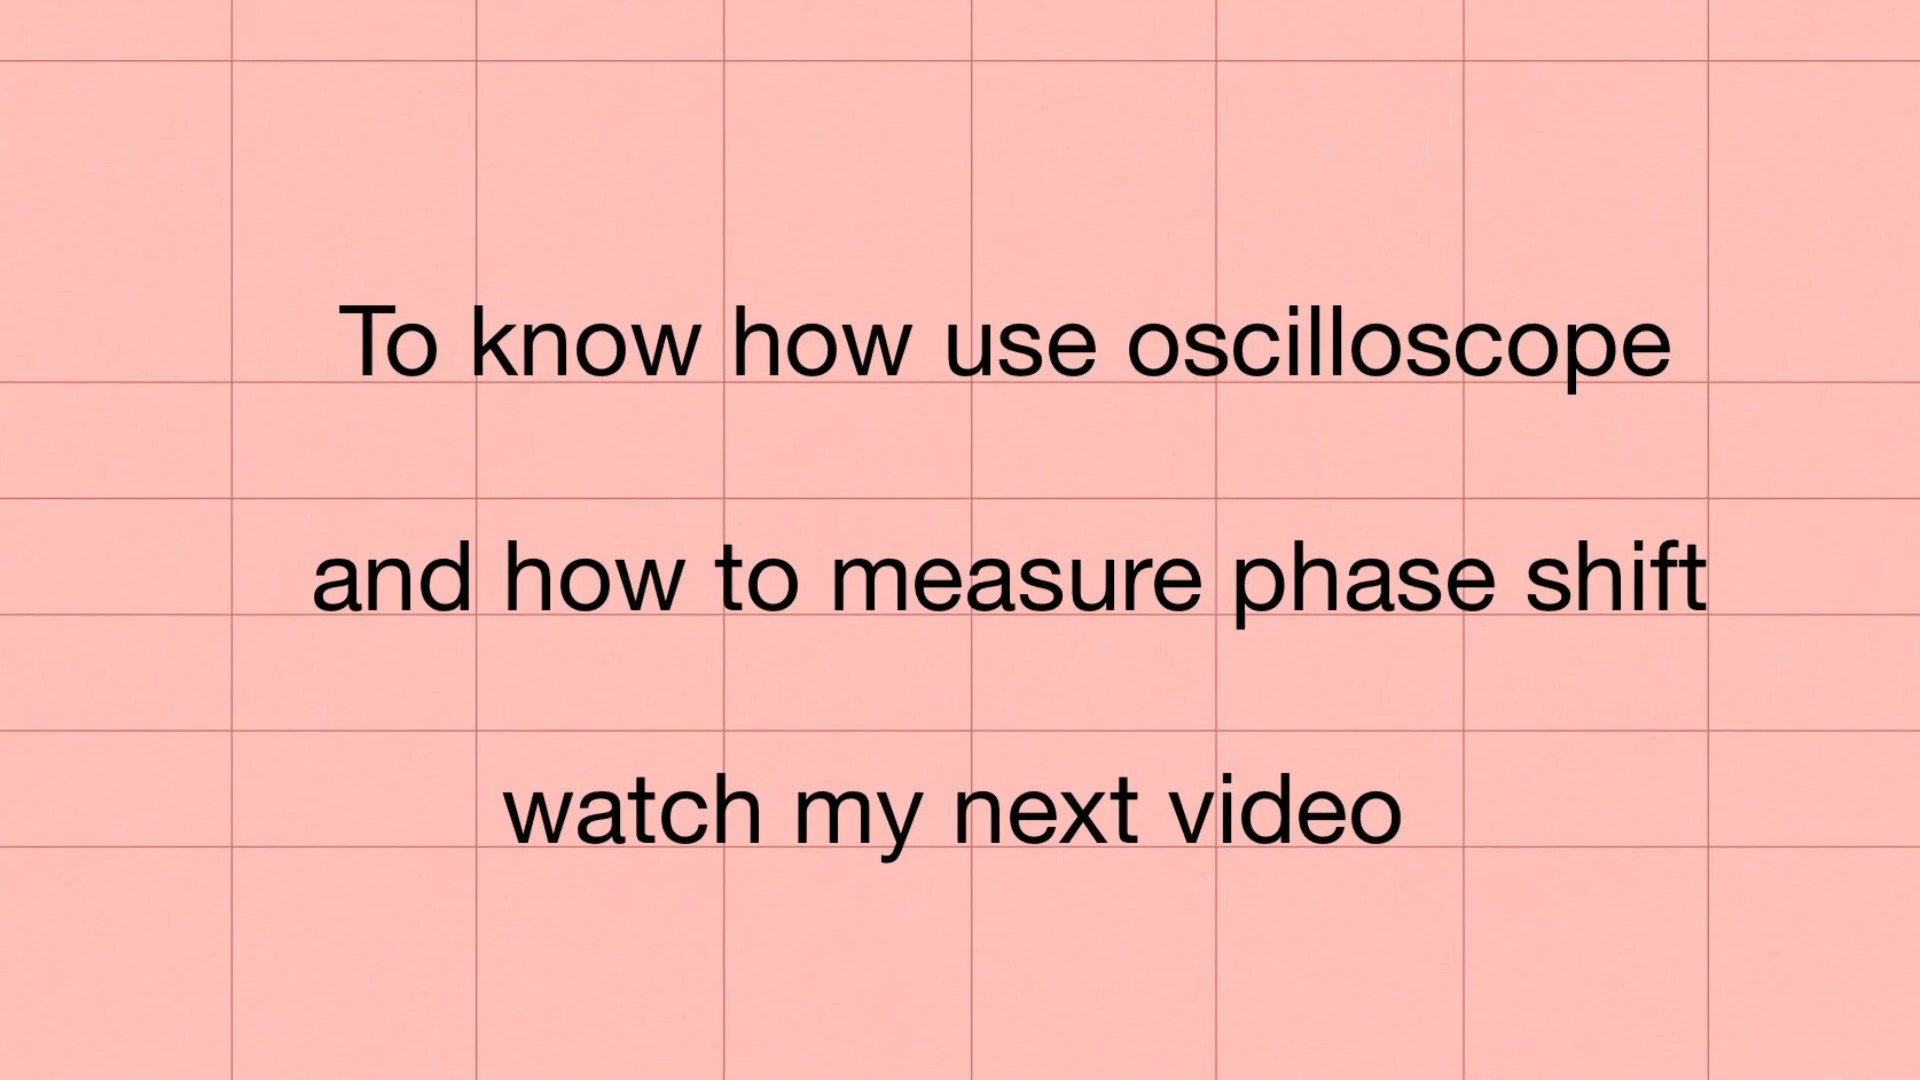 To know how use oscilloscope
and how to measure phase shift
watch my next video